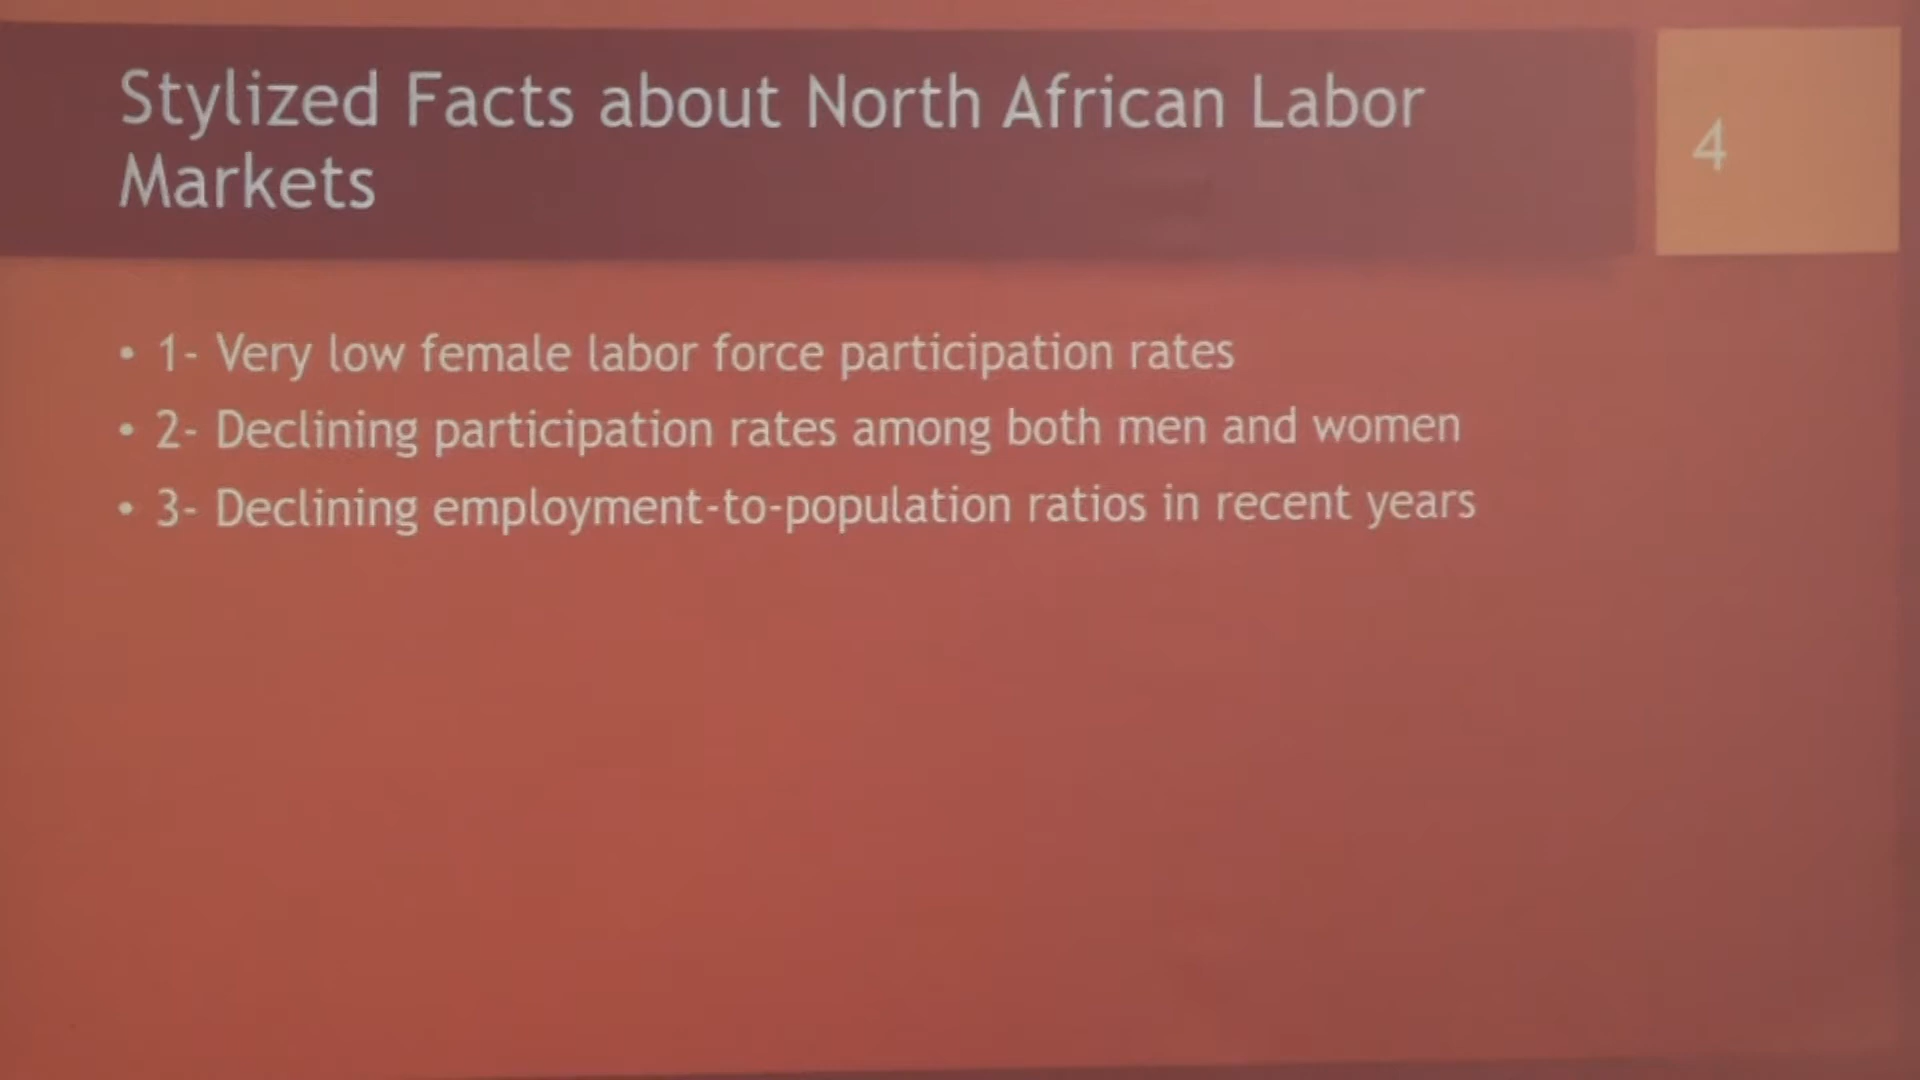 Stylized Facts about North African Labor
Markets
4
• 1- Very low female labor force participation rates
• 2- Declining participation rates among both men and women
• 3- Declining employment-to-population ratios in recent years